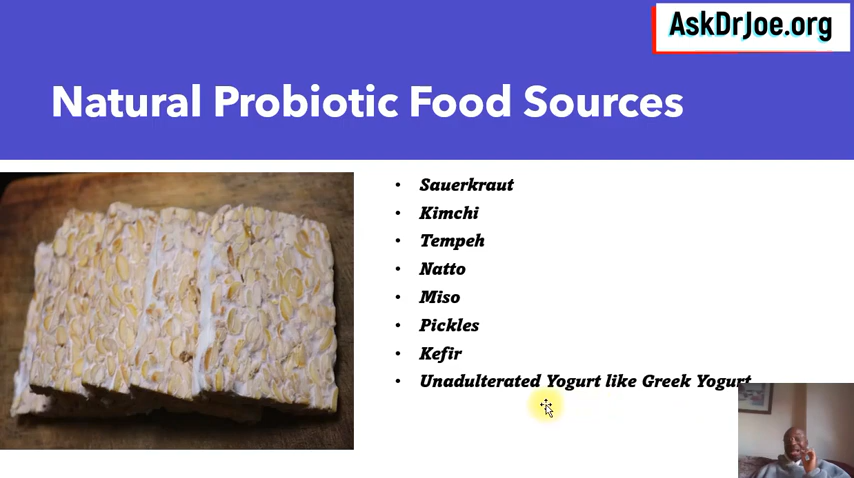 AskDrJoe.org
Natural Probiotic Food Sources
• Sauerkraut
• Kimchi
• Tempeh
• Natto
• Miso
• Pickles
• Kefir
• Unadulterated Yogurt like Greek Yogurt